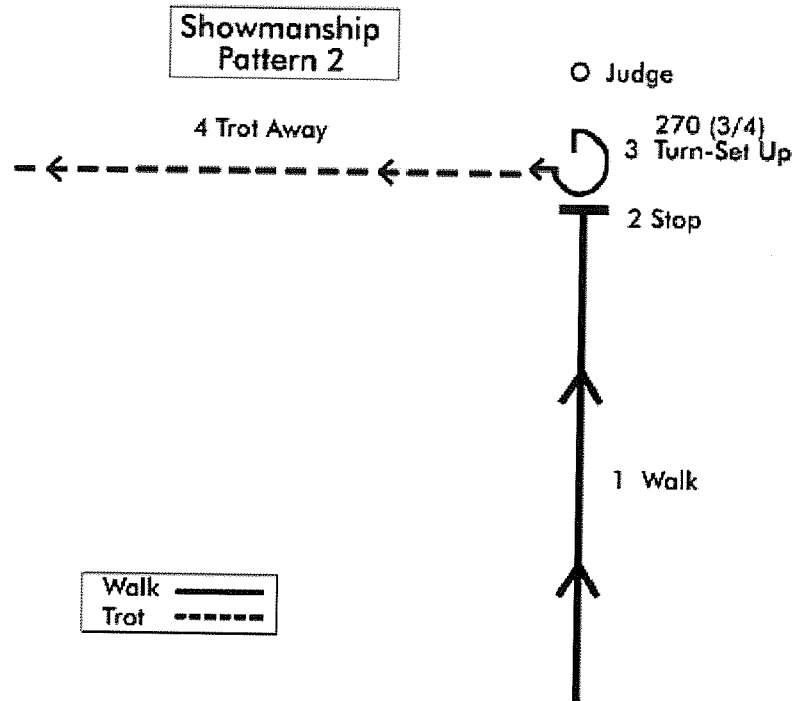 Showmanship
Pattern 2
Judge
4 Trot Away
270 (3/4)
3 Turn-Set Up
2 Stop
1 Walk
Walk
Trot